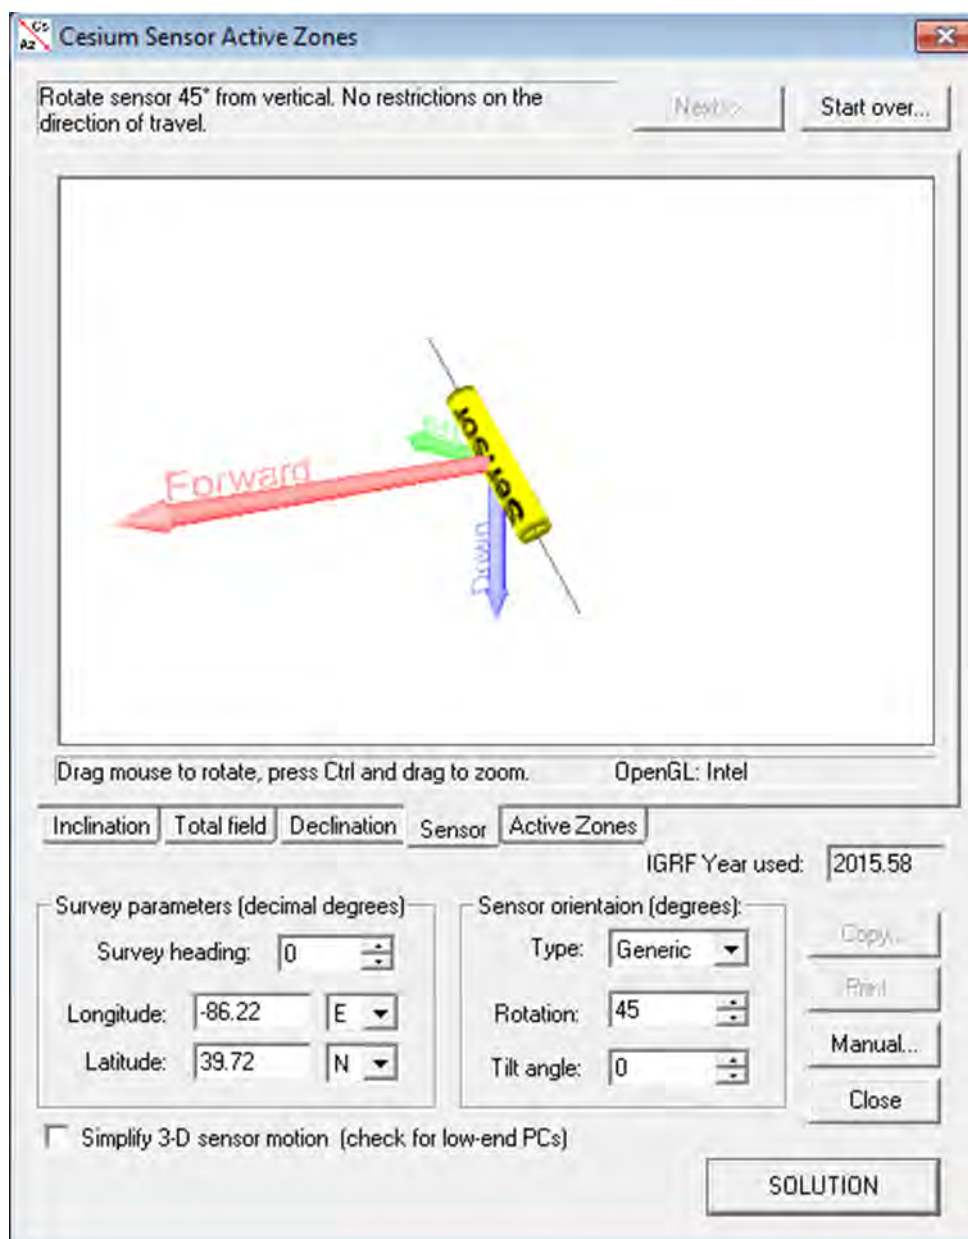 Cs
Az
Cesium Sensor Active Zones
Rotate sensor 45° from vertical. No restrictions on the
direction of travel.
Next>>
Start over...
Forward
Sensor
Down
Drag mouse to rotate, press Ctrl and drag to zoom.
OpenGL: Intel
Inclination
Total field
Declination
Sensor
Active Zones
IGRF Year used:
2015.58
Survey parameters (decimal degrees)
Survey heading:
0
Longitude:
-86.22
E
Latitude:
39.72
N
Sensor orientaion (degrees):
Type:
Generic
Rotation:
45
Tilt angle:
0
Copy...
Print
Manual...
Close
Simplify 3-D sensor motion (check for low-end PCs)
SOLUTION